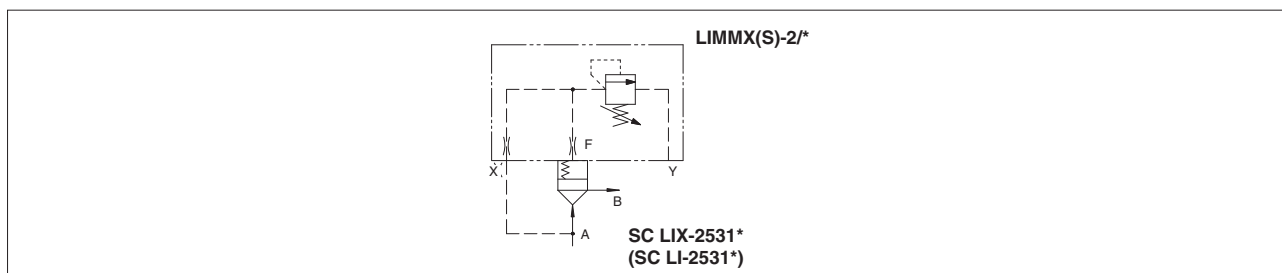 LIMMX(S)-2/*
F
X
Y
B
A
SC LIX-2531*
(SC LI-2531*)